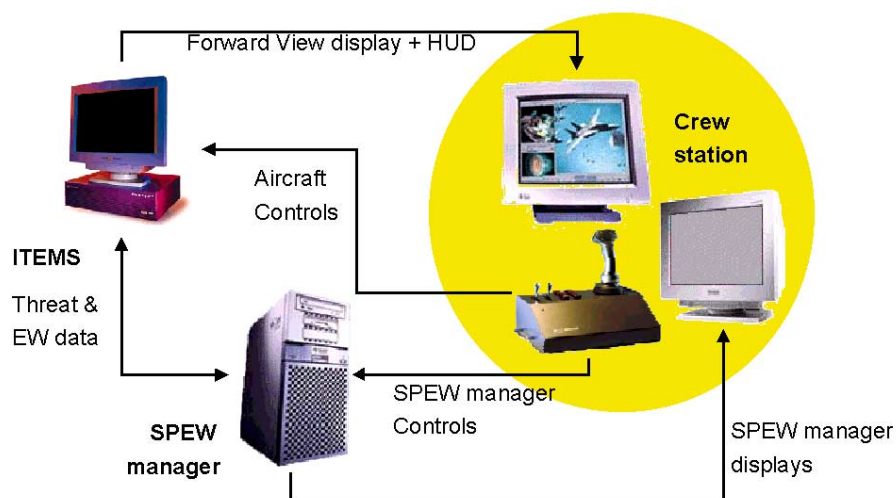 Forward View display + HUD
Crew
station
Aircraft
Controls
ITEMS
Threat &
EW data
SPEW manager
Controls
SPEW
manager
SPEW manager
displays